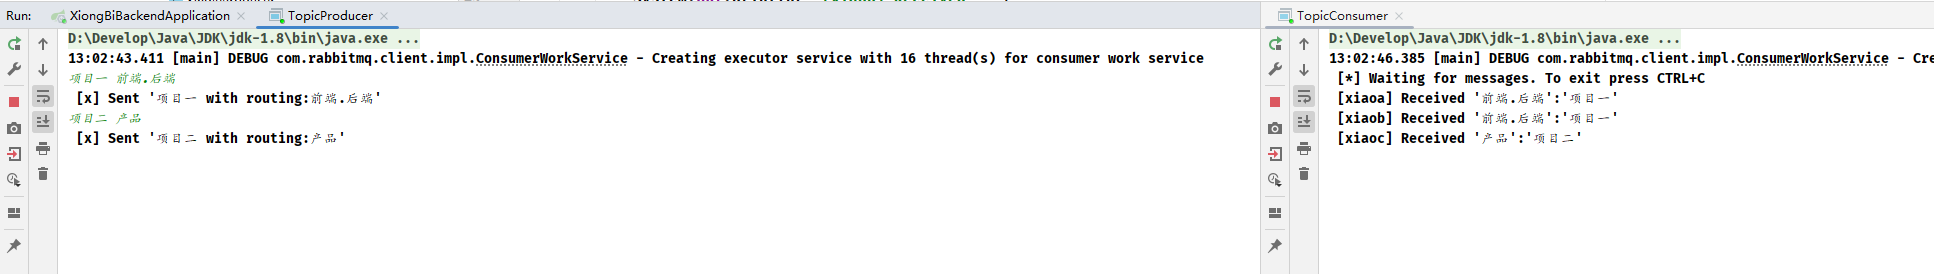 Run: XiongBiBackendApplication TopicProducer
D:\Develop\Java\JDK\jdk-1.8\bin\java.exe ...
13:02:43.411 [main] DEBUG com.rabbitmq.client.impl.ConsumerWorkService - Creating executor service with 16 thread(s) for consumer work service
项目一 前端.后端
[x] Sent '项目一 with routing:前端.后端'
项目二 产品
[x] Sent '项目二 with routing:产品'
TopicConsumer
D:\Develop\Java\JDK\jdk-1.8\bin\java.exe ...
13:02:46.385 [main] DEBUG com.rabbitmq.client.impl.ConsumerWorkService - Cre
[*] Waiting for messages. To exit press CTRL+C
[xiaoa] Received '前端.后端':'项目一'
[xiaob] Received '前端.后端':'项目一'
[xiaoc] Received '产品':'项目二'